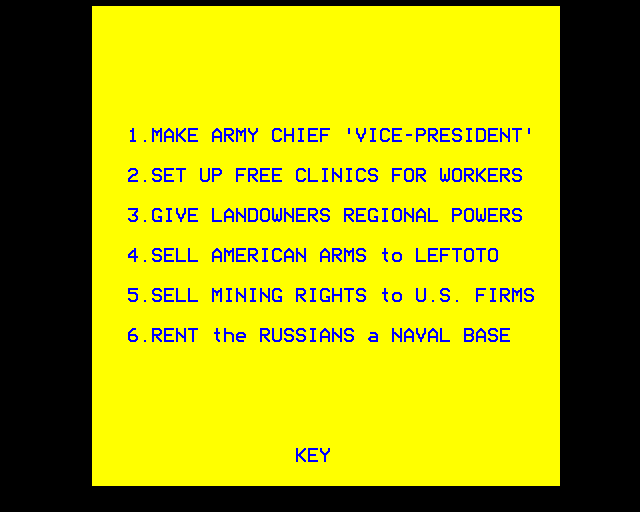 1.MAKE ARMY CHIEF 'VICE-PRESIDENT'
2.SET UP FREE CLINICS FOR WORKERS
3.GIVE LANDOWNERS REGIONAL POWERS
4.SELL AMERICAN ARMS to LEFTOTO
5.SELL MINING RIGHTS to U.S. FIRMS
6.RENT the RUSSIANS a NAVAL BASE
KEY